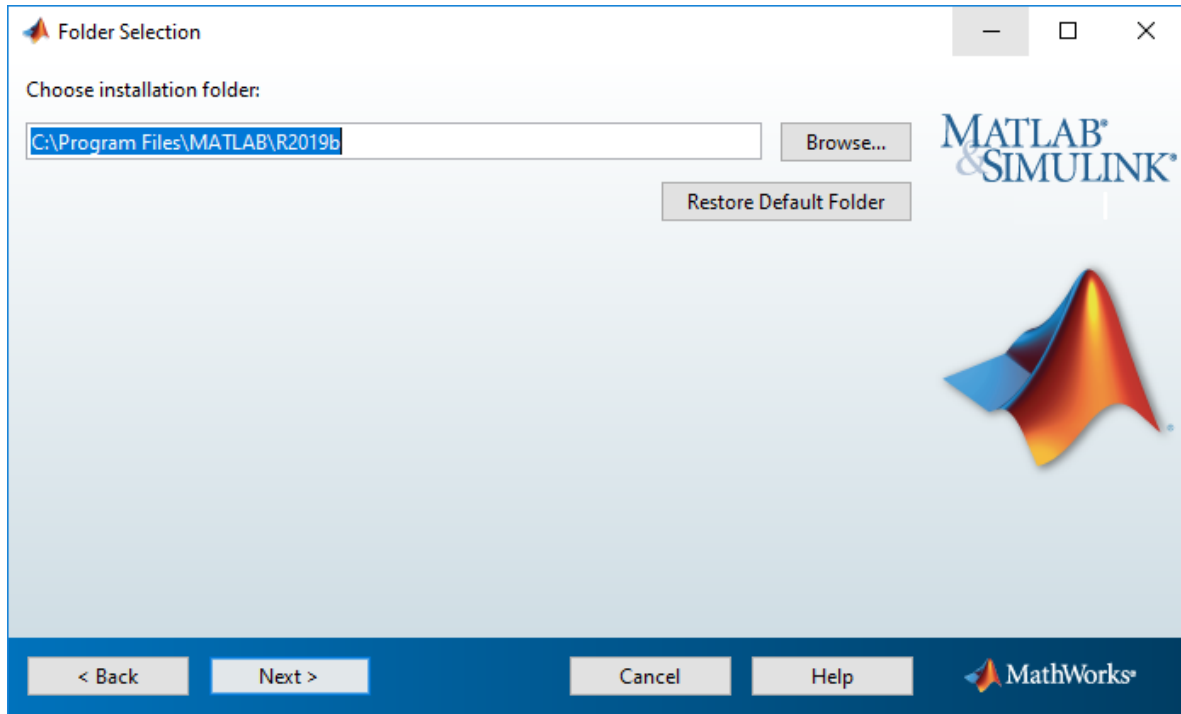 Folder Selection
Choose installation folder:
C:\Program Files\MATLAB\R2019b
Browse...
Restore Default Folder
MATLAB®
&SIMULINK®
®
< Back
Next >
Cancel
Help
MathWorks®